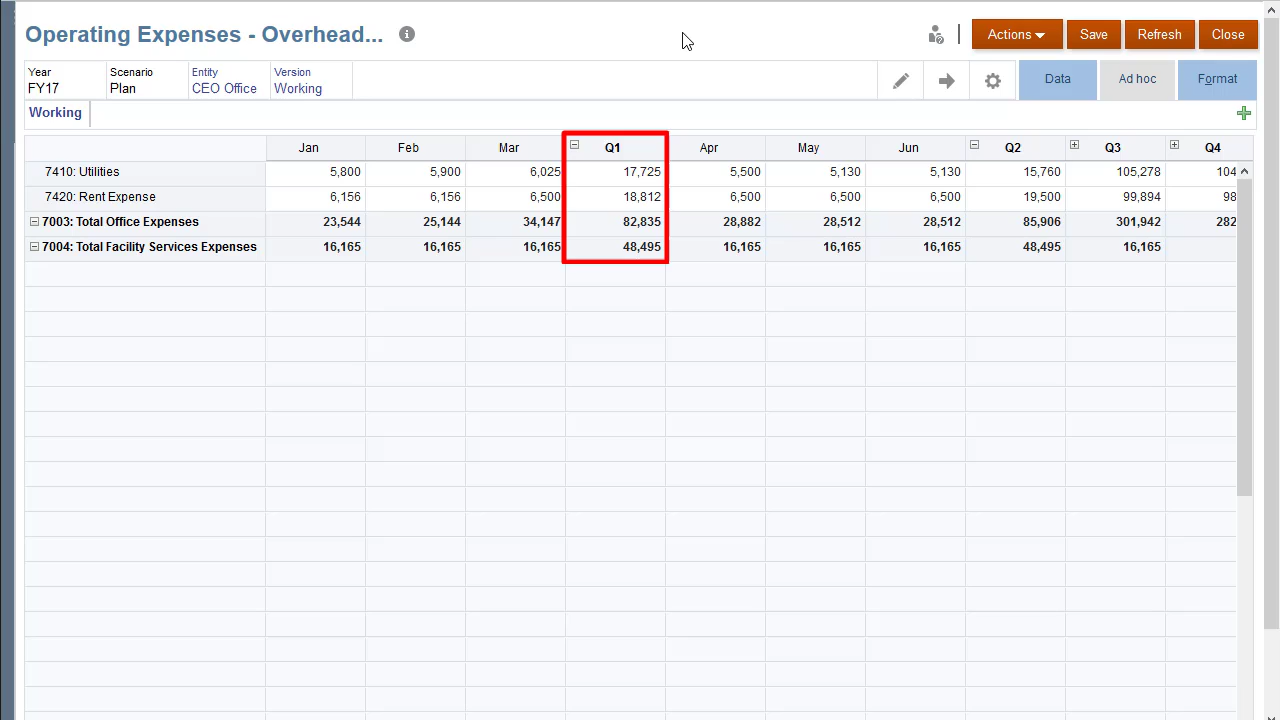 Operating Expenses - Overhead...
Actions Save Refresh Close
Year Scenario Entity Version
FY17 Plan CEO Office Working
Data Ad hoc Format
Working
Jan Feb Mar Q1 Apr May Jun Q2 Q3 Q4
7410: Utilities 5,800 5,900 6,025 17,725 5,500 5,130 5,130 15,760 105,278 104
7420: Rent Expense 6,156 6,156 6,500 18,812 6,500 6,500 6,500 19,500 99,894 98
7003: Total Office Expenses 23,544 25,144 34,147 82,835 28,882 28,512 28,512 85,906 301,942 282
7004: Total Facility Services Expenses 16,165 16,165 16,165 48,495 16,165 16,165 16,165 48,495 16,165